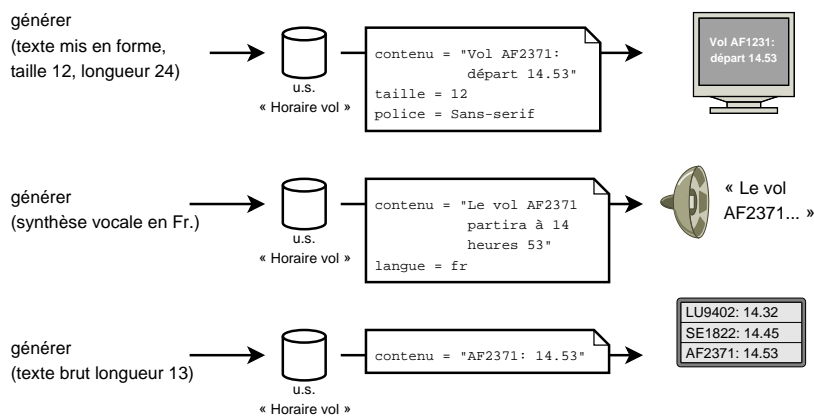 générer
(texte mis en forme,
taille 12, longueur 24)
u.s.
« Horaire vol »
contenu = "Vol AF2371:
départ 14.53"
taille = 12
police = Sans-serif
Vol AF1231:
départ 14.53
générer
(synthèse vocale en Fr.)
u.s.
« Horaire vol »
contenu = "Le vol AF2371
partira à 14
heures 53"
langue = fr
« Le vol
AF2371... »
générer
(texte brut longueur 13)
u.s.
« Horaire vol »
contenu = "AF2371: 14.53"
LU9402: 14.32
SE1822: 14.45
AF2371: 14.53